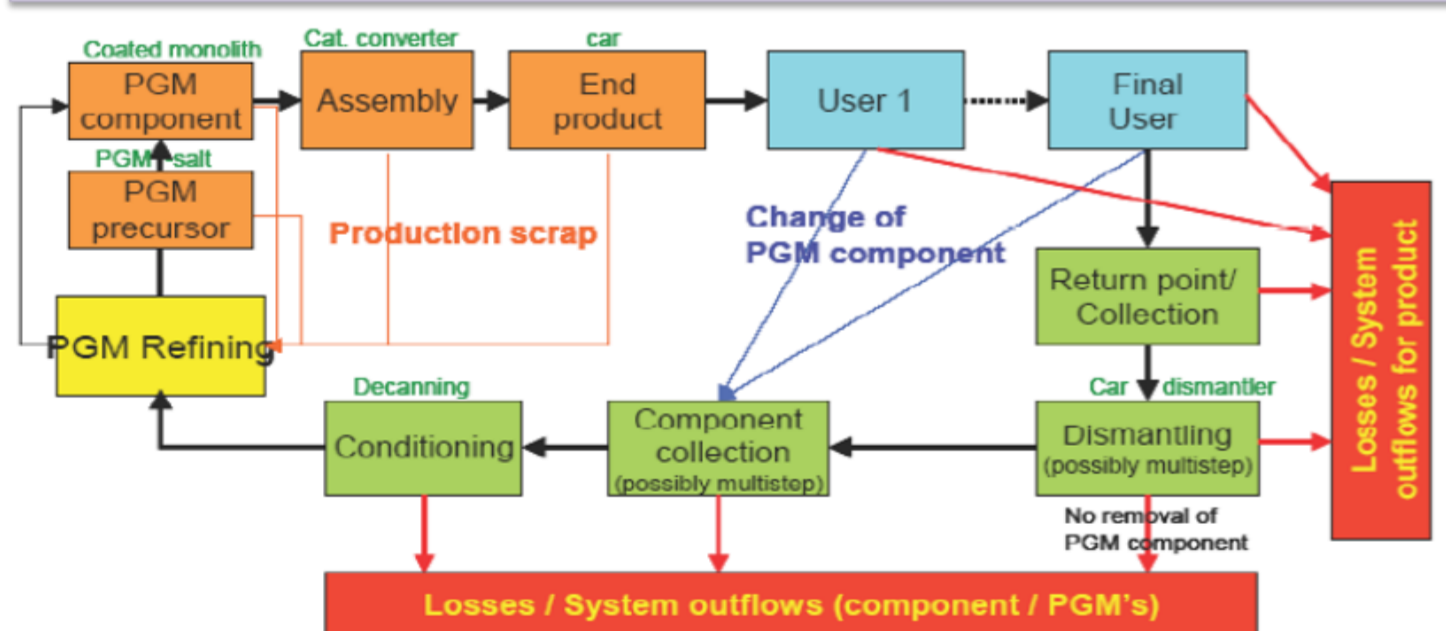 Coated monolith
PGM
component
Cat. converter
Assembly
car
End
product
User 1
Final
User
PGM salt
PGM
precursor
Production scrap
Change of
PGM component
Return point/
Collection
Losses / System
outflows for product
PGM Refining
Decanning
Conditioning
Component
collection
(possibly multistep)
Car dismantler
Dismantling
(possibly multistep)
No removal of
PGM component
Losses / System outflows (component / PGM's)